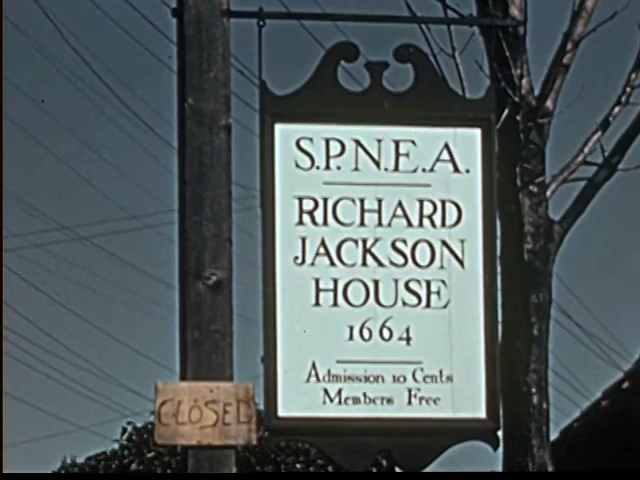 S.P.N.E.A.
RICHARD
JACKSON
HOUSE
1664
Admission 10 Cents
Members Free
CLOSED